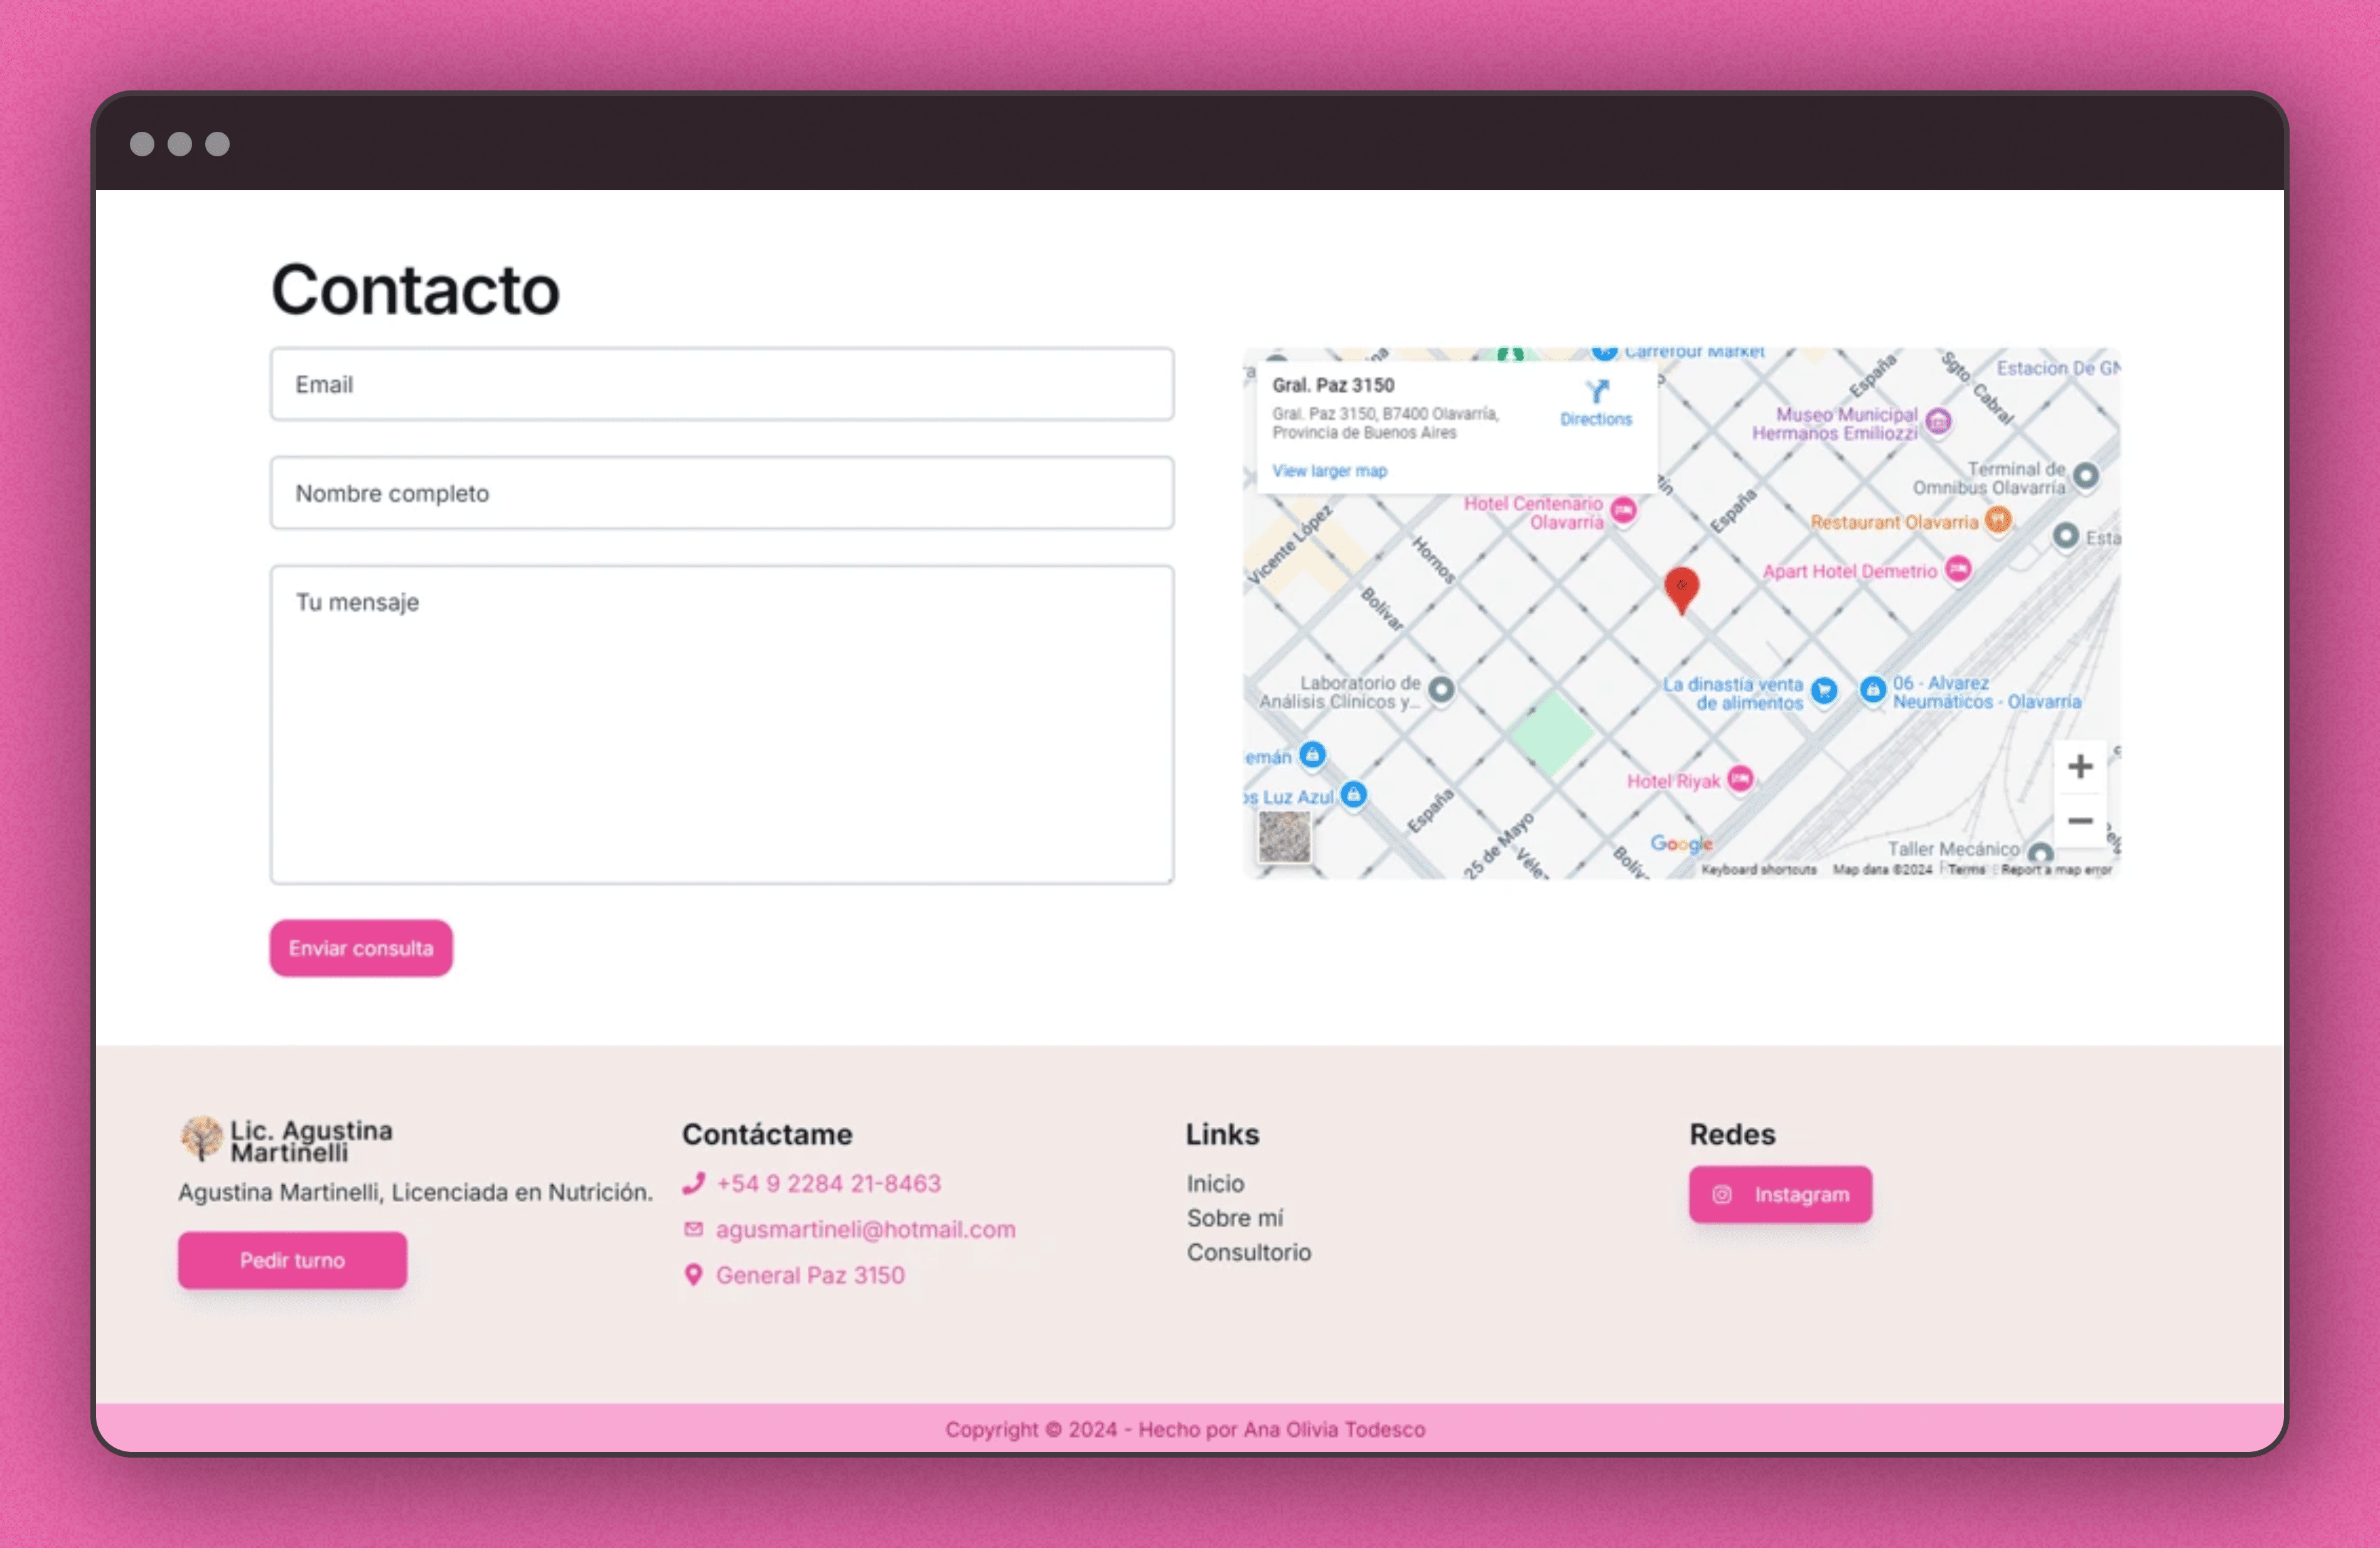 Contacto
Email
Nombre completo
Tu mensaje
Enviar consulta
Carrefour Market
Gral. Paz 3150
Gral. Paz 3150, B7400 Olavarría,
Provincia de Buenos Aires
Directions
View larger map
España
Sgto. Cabral
Estacion De GN
Museo Municipal
Hermanos Emiliozzi
Terminal de
Omnibus Olavarría
Hotel Centenario
Olavarría
España
Restaurant Olavarria
Esta
Vicente López
Hornos
Bolívar
Apart Hotel Demetrio
Laboratorio de
Análisis Clínicos y...
La dinastía venta
de alimentos
06 - Alvarez
Neumáticos - Olavarría
emán
os Luz Azul
Hotel Riyak
España
25 de Mayo
Vélez
Bolív
Google
Taller Mecánico
Keyboard shortcuts
Map data ©2024
Terms
Report a map error
Lic. Agustina
Martinelli
Agustina Martinelli, Licenciada en Nutrición.
Pedir turno
Contáctame
+54 9 2284 21-8463
agusmartineli@hotmail.com
General Paz 3150
Links
Inicio
Sobre mí
Consultorio
Redes
Instagram
Copyright © 2024 - Hecho por Ana Olivia Todesco